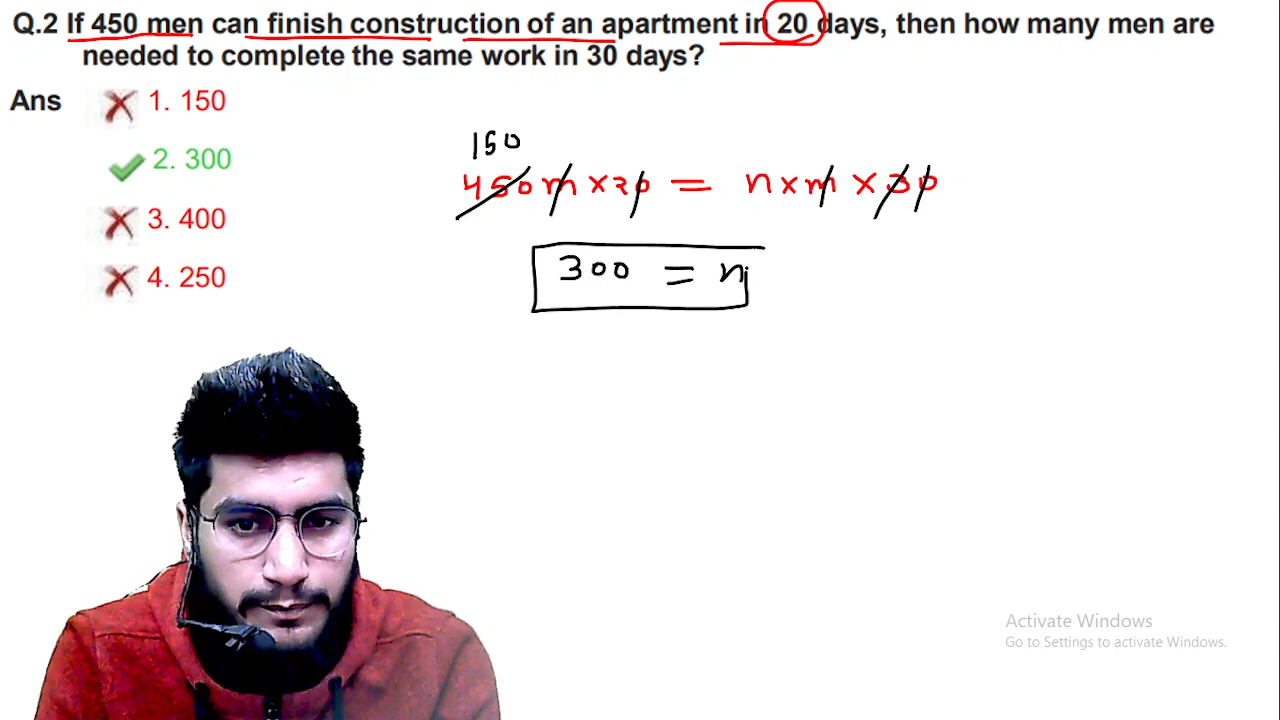 Q.2 If 450 men can finish construction of an apartment in 20 days, then how many men are
needed to complete the same work in 30 days?
Ans
1. 150
2. 300
3. 400
4. 250
150
450m × 20 = n × m × 30
300 = n
Activate Windows
Go to Settings to activate Windows.